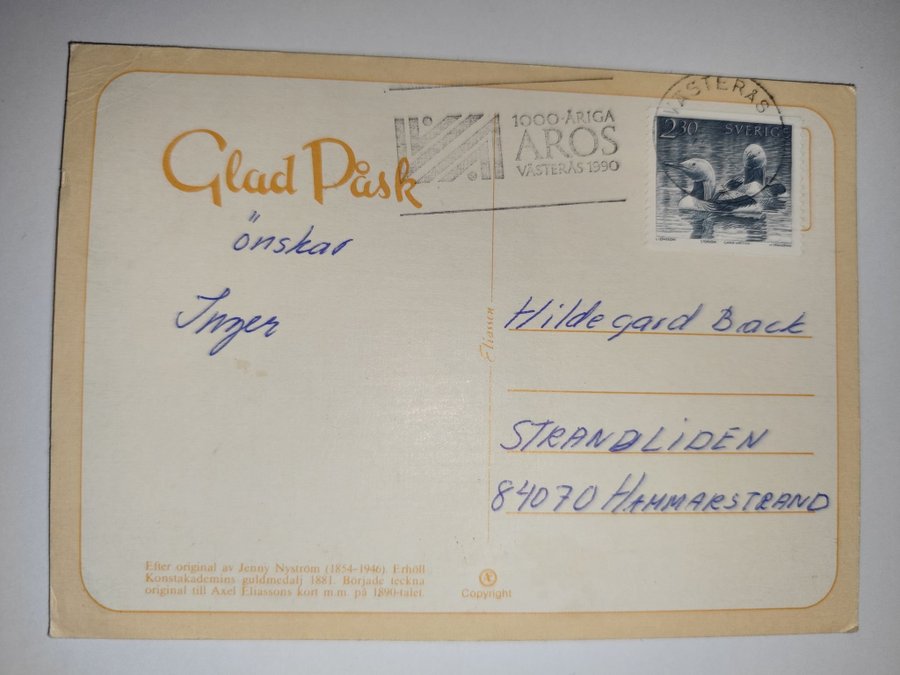 VÄSTERÅS
1000-ÅRIGA
AROS
VÄSTERÅS 1990
2.30 SVERIGE
Glad Påsk
önskar
Inger
Hildegard Back
STRANDLIDEN
84070 HAMMARSTRAND
Eliasson
Efter original av Jenny Nyström (1854-1946). Erhöll
Konstakademins guldmedalj 1881. Började teckna
original till Axel Eliassons kort m.m. på 1890-talet.
Æ
Copyright